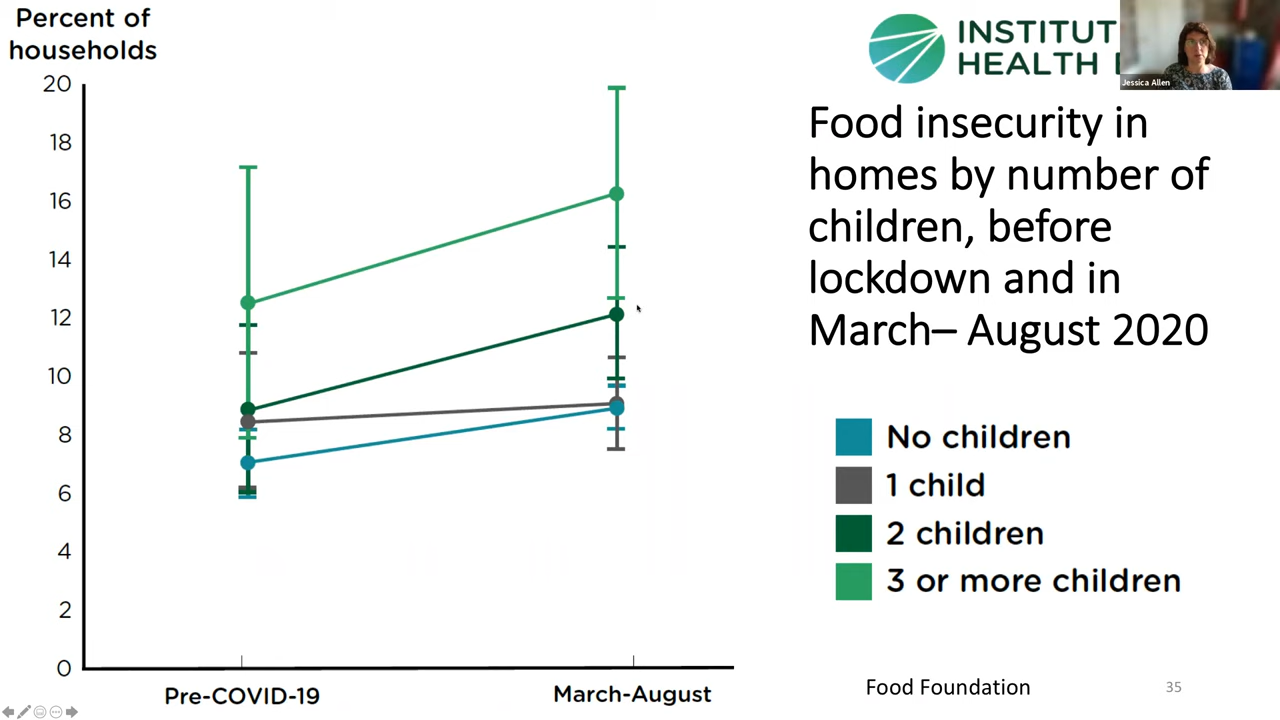 Percent of
households
20
18
16
14
12
10
8
6
4
2
0
Pre-COVID-19
March-August
INSTITUT
HEALTH
Jessica Allen
Food insecurity in
homes by number of
children, before
lockdown and in
March– August 2020
No children
1 child
2 children
3 or more children
Food Foundation
35